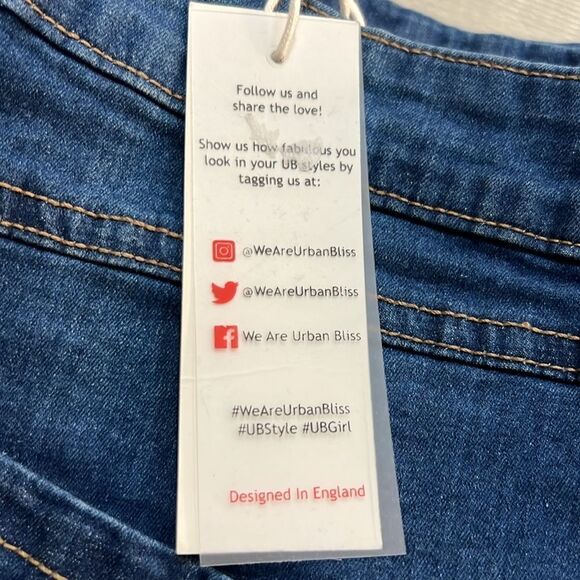 Follow us and
share the love!
Show us how fabulous you
look in your UB styles by
tagging us at:
@WeAreUrbanBliss
@WeAreUrbanBliss
We Are Urban Bliss
#WeAreUrbanBliss
#UBStyle #UBGirl
Designed In England